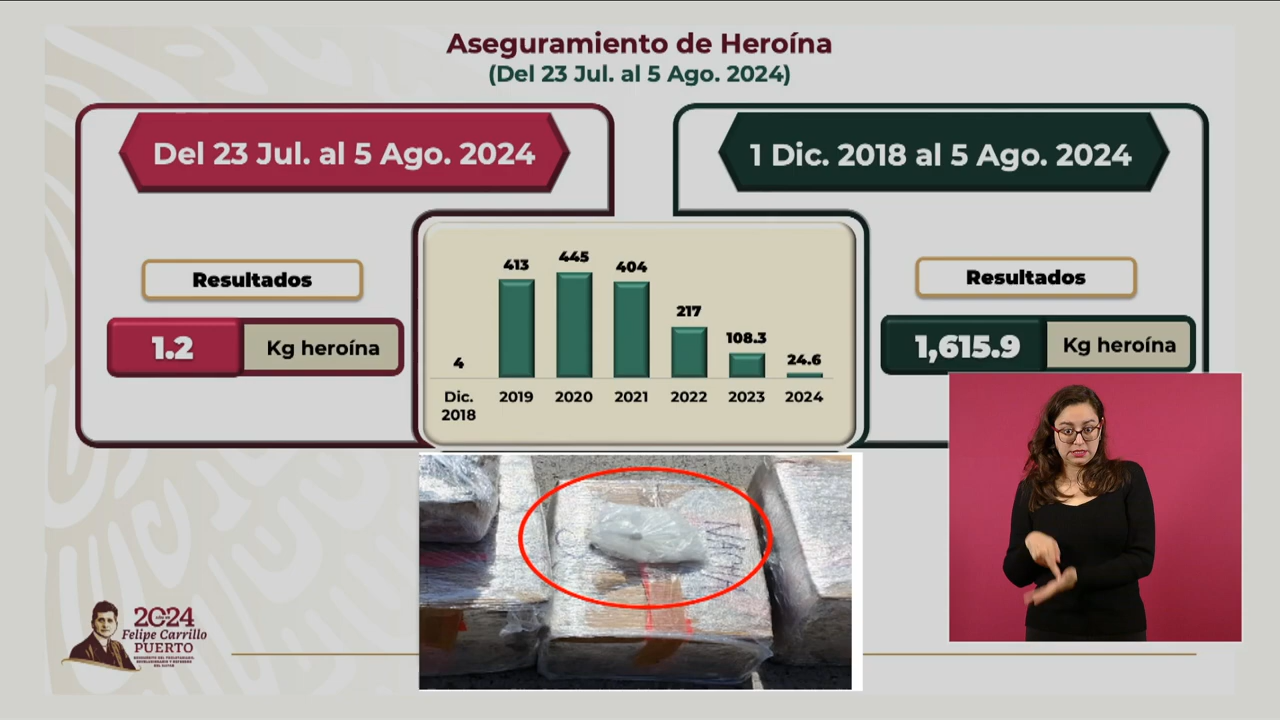 Aseguramiento de Heroína
(Del 23 Jul. al 5 Ago. 2024)
Del 23 Jul. al 5 Ago. 2024
Resultados
1.2 Kg heroína
413
445
404
217
108.3
24.6
4
Dic. 2018
2019
2020
2021
2022
2023
2024
1 Dic. 2018 al 5 Ago. 2024
Resultados
1,615.9 Kg heroína
2024
Felipe Carrillo
PUERTO